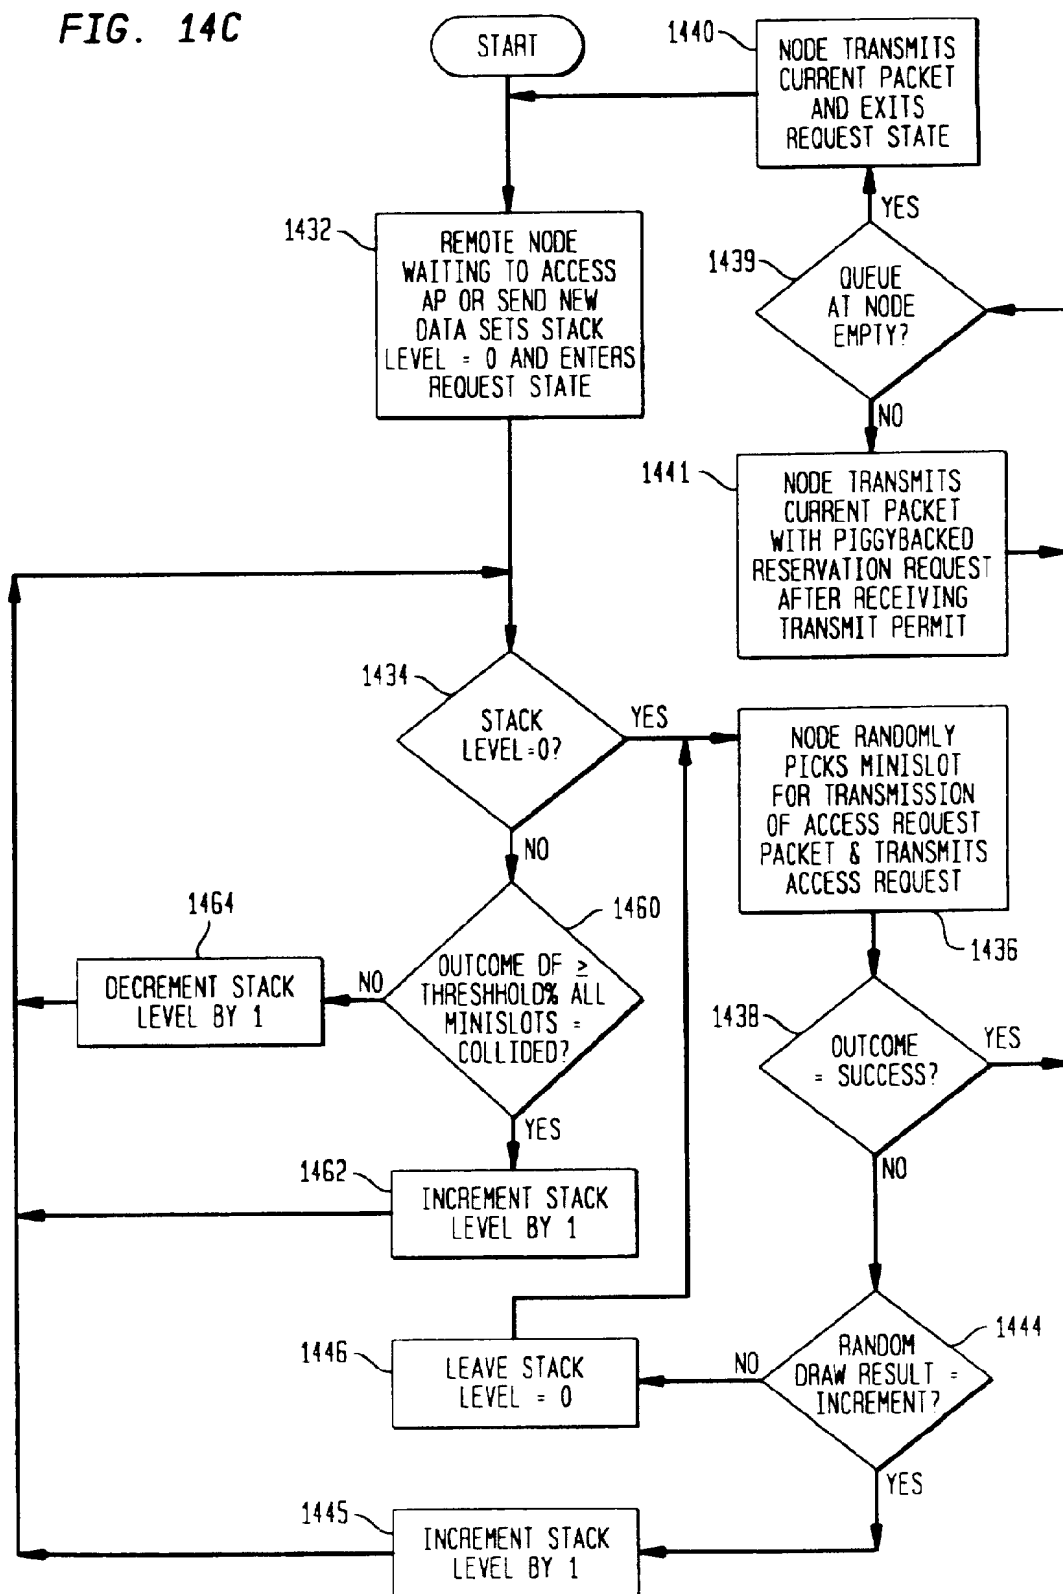 FIG. 14C
START
1440
NODE TRANSMITS
CURRENT PACKET
AND EXITS
REQUEST STATE
YES
1432
REMOTE NODE
WAITING TO ACCESS
AP OR SEND NEW
DATA SETS STACK
LEVEL = 0 AND ENTERS
REQUEST STATE
1439
QUEUE
AT NODE
EMPTY?
NO
1441
NODE TRANSMITS
CURRENT PACKET
WITH PIGGYBACKED
RESERVATION REQUEST
AFTER RECEIVING
TRANSMIT PERMIT
1434
STACK
LEVEL=0?
YES
NO
NODE RANDOMLY
PICKS MINISLOT
FOR TRANSMISSION
OF ACCESS REQUEST
PACKET & TRANSMITS
ACCESS REQUEST
1436
1464
DECREMENT STACK
LEVEL BY 1
NO
1460
OUTCOME OF ≥
THRESHHOLD% ALL
MINISLOTS =
COLLIDED?
YES
1438
OUTCOME
= SUCCESS?
YES
NO
1462
INCREMENT STACK
LEVEL BY 1
1446
LEAVE STACK
LEVEL = 0
NO
1444
RANDOM
DRAW RESULT =
INCREMENT?
YES
1445
INCREMENT STACK
LEVEL BY 1